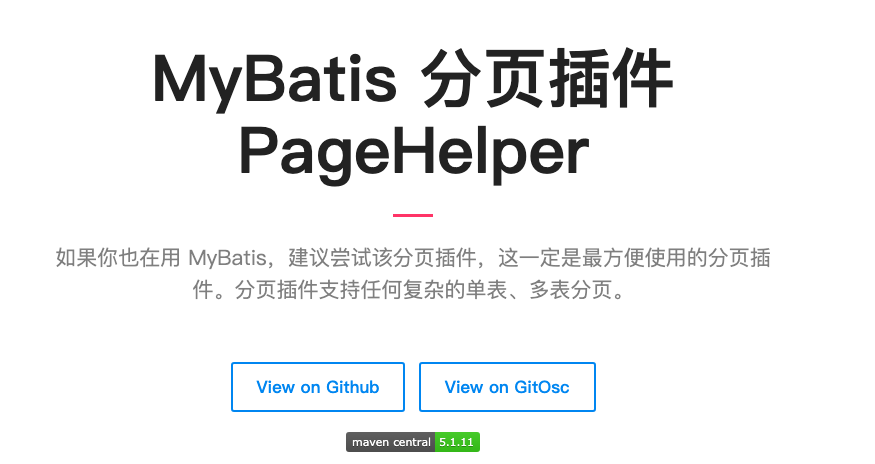 MyBatis 分页插件
PageHelper
如果你也在用 MyBatis，建议尝试该分页插件，这一定是最方便使用的分页插
件。分页插件支持任何复杂的单表、多表分页。
View on Github
View on GitOsc
maven central 5.1.11